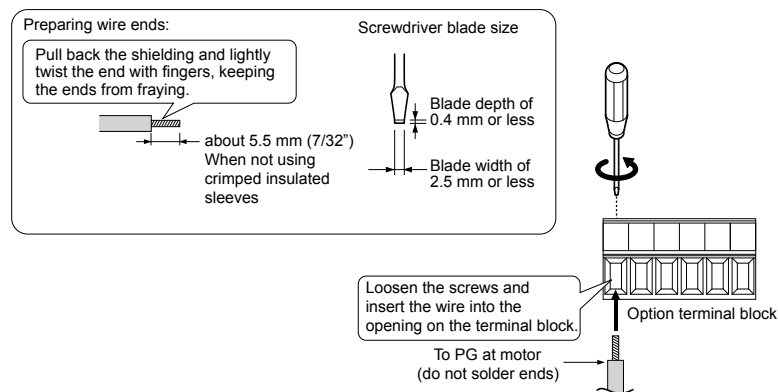 Preparing wire ends:
Pull back the shielding and lightly
twist the end with fingers, keeping
the ends from fraying.
about 5.5 mm (7/32”)
When not using
crimped insulated
sleeves
Screwdriver blade size
Blade depth of
0.4 mm or less
Blade width of
2.5 mm or less
Loosen the screws and
insert the wire into the
opening on the terminal block.
Option terminal block
To PG at motor
(do not solder ends)